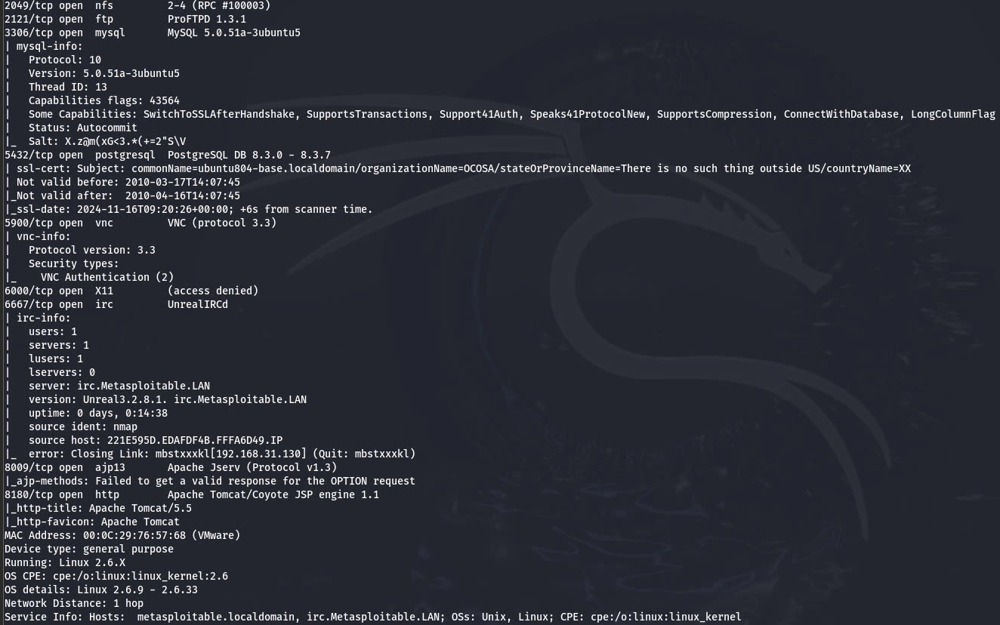 2049/tcp open  nfs         2-4 (RPC #100003)
2121/tcp open  ftp         ProFTPD 1.3.1
3306/tcp open  mysql       MySQL 5.0.51a-3ubuntu5
| mysql-info:
|   Protocol: 10
|   Version: 5.0.51a-3ubuntu5
|   Thread ID: 13
|   Capabilities flags: 43564
|   Some Capabilities: SwitchToSSLAfterHandshake, SupportsTransactions, Support41Auth, Speaks41ProtocolNew, SupportsCompression, ConnectWithDatabase, LongColumnFlag
|   Status: Autocommit
|_  Salt: X.z@m(xG<3.*(+=2"S\V
5432/tcp open  postgresql  PostgreSQL DB 8.3.0 - 8.3.7
| ssl-cert: Subject: commonName=ubuntu804-base.localdomain/organizationName=OCOSA/stateOrProvinceName=There is no such thing outside US/countryName=XX
| Not valid before: 2010-03-17T14:07:45
|_Not valid after:  2010-04-16T14:07:45
|_ssl-date: 2024-11-16T09:20:26+00:00; +6s from scanner time.
5900/tcp open  vnc         VNC (protocol 3.3)
| vnc-info:
|   Protocol version: 3.3
|   Security types:
|_    VNC Authentication (2)
6000/tcp open  X11         (access denied)
6667/tcp open  irc         UnrealIRCd
| irc-info:
|   users: 1
|   servers: 1
|   lusers: 1
|   lservers: 0
|   server: irc.Metasploitable.LAN
|   version: Unreal3.2.8.1. irc.Metasploitable.LAN
|   uptime: 0 days, 0:14:38
|   source ident: nmap
|   source host: 221E595D.EDAFDF4B.FFFA6D49.IP
|_  error: Closing Link: mbstxxxkl[192.168.31.130] (Quit: mbstxxxkl)
8009/tcp open  ajp13       Apache Jserv (Protocol v1.3)
|_ajp-methods: Failed to get a valid response for the OPTION request
8180/tcp open  http        Apache Tomcat/Coyote JSP engine 1.1
|_http-title: Apache Tomcat/5.5
|_http-favicon: Apache Tomcat
MAC Address: 00:0C:29:76:57:68 (VMware)
Device type: general purpose
Running: Linux 2.6.X
OS CPE: cpe:/o:linux:linux_kernel:2.6
OS details: Linux 2.6.9 - 2.6.33
Network Distance: 1 hop
Service Info: Hosts:  metasploitable.localdomain, irc.Metasploitable.LAN; OSs: Unix, Linux; CPE: cpe:/o:linux:linux_kernel